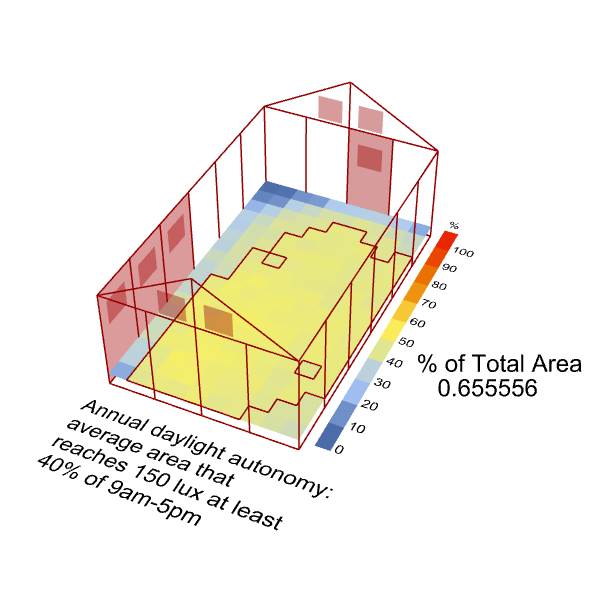 %
100
90
80
70
60
50
40
30
20
10
0
% of Total Area
0.655556
Annual daylight autonomy:
average area that
reaches 150 lux at least
40% of 9am-5pm